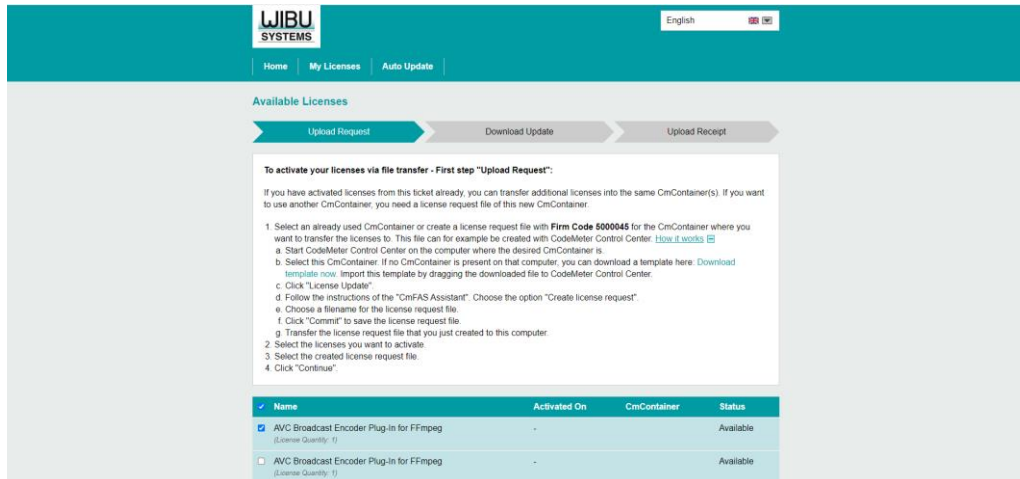 WIBU
SYSTEMS
English
Home My Licenses Auto Update
Available Licenses
Upload Request Download Update Upload Receipt
To activate your licenses via file transfer - First step "Upload Request":
If you have activated licenses from this ticket already, you can transfer additional licenses into the same CmContainer(s). If you want
to use another CmContainer, you need a license request file of this new CmContainer.
1. Select an already used CmContainer or create a license request file with Firm Code 5000045 for the CmContainer where you
want to transfer the licenses to. This file can for example be created with CodeMeter Control Center. How it works
a. Start CodeMeter Control Center on the computer where the desired CmContainer is.
b. Select this CmContainer. If no CmContainer is present on that computer, you can download a template here: Download
template now. Import this template by dragging the downloaded file to CodeMeter Control Center.
c. Click "License Update".
d. Follow the instructions of the "CmFAS Assistant". Choose the option "Create license request".
e. Choose a filename for the license request file.
f. Click "Commit" to save the license request file.
g. Transfer the license request file that you just created to this computer.
2. Select the licenses you want to activate.
3. Select the created license request file.
4. Click "Continue".
Name Activated On CmContainer Status
AVC Broadcast Encoder Plug-In for FFmpeg - Available
(License Quantity: 1)
AVC Broadcast Encoder Plug-In for FFmpeg - Available
(License Quantity: 1)